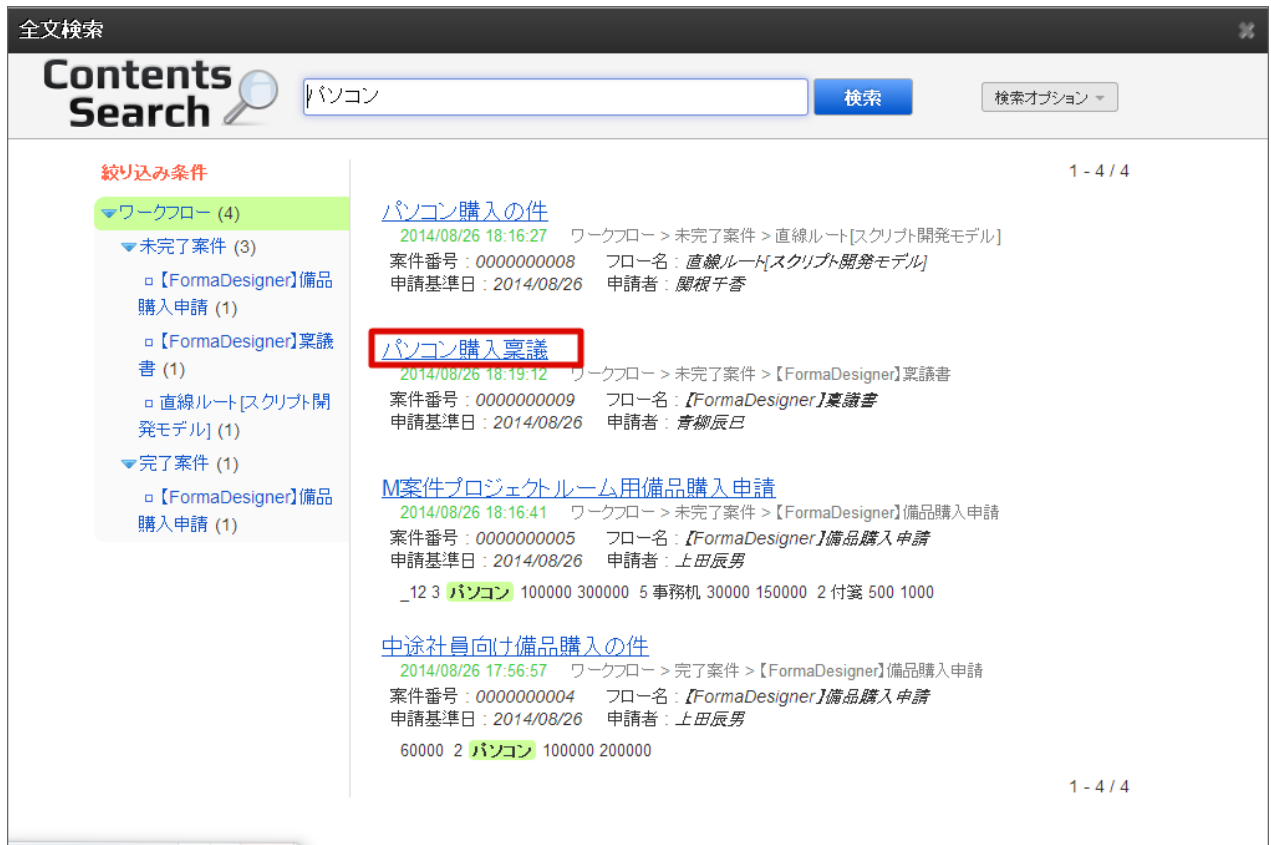 全文検索
Contents
Search
パソコン
検索
検索オプション
絞り込み条件
ワークフロー (4)
未完了案件 (3)
【FormaDesigner】備品
購入申請 (1)
【FormaDesigner】稟議
書 (1)
直線ルート[スクリプト開
発モデル] (1)
完了案件 (1)
【FormaDesigner】備品
購入申請 (1)
1 - 4 / 4
パソコン購入の件
2014/08/26 18:16:27 ワークフロー > 未完了案件 > 直線ルート[スクリプト開発モデル]
案件番号 : 0000000008 フロー名 : 直線ルート[スクリプト開発モデル]
申請基準日 : 2014/08/26 申請者 : 関根千香
パソコン購入稟議
2014/08/26 18:19:12 ワークフロー > 未完了案件 > 【FormaDesigner】稟議書
案件番号 : 0000000009 フロー名 : 【FormaDesigner】稟議書
申請基準日 : 2014/08/26 申請者 : 青柳辰巳
M案件プロジェクトルーム用備品購入申請
2014/08/26 18:16:41 ワークフロー > 未完了案件 > 【FormaDesigner】備品購入申請
案件番号 : 0000000005 フロー名 : 【FormaDesigner】備品購入申請
申請基準日 : 2014/08/26 申請者 : 上田辰男
_12 3 パソコン 100000 300000 5 事務机 30000 150000 2 付箋 500 1000
中途社員向け備品購入の件
2014/08/26 17:56:57 ワークフロー > 完了案件 > 【FormaDesigner】備品購入申請
案件番号 : 0000000004 フロー名 : 【FormaDesigner】備品購入申請
申請基準日 : 2014/08/26 申請者 : 上田辰男
60000 2 パソコン 100000 200000
1 - 4 / 4